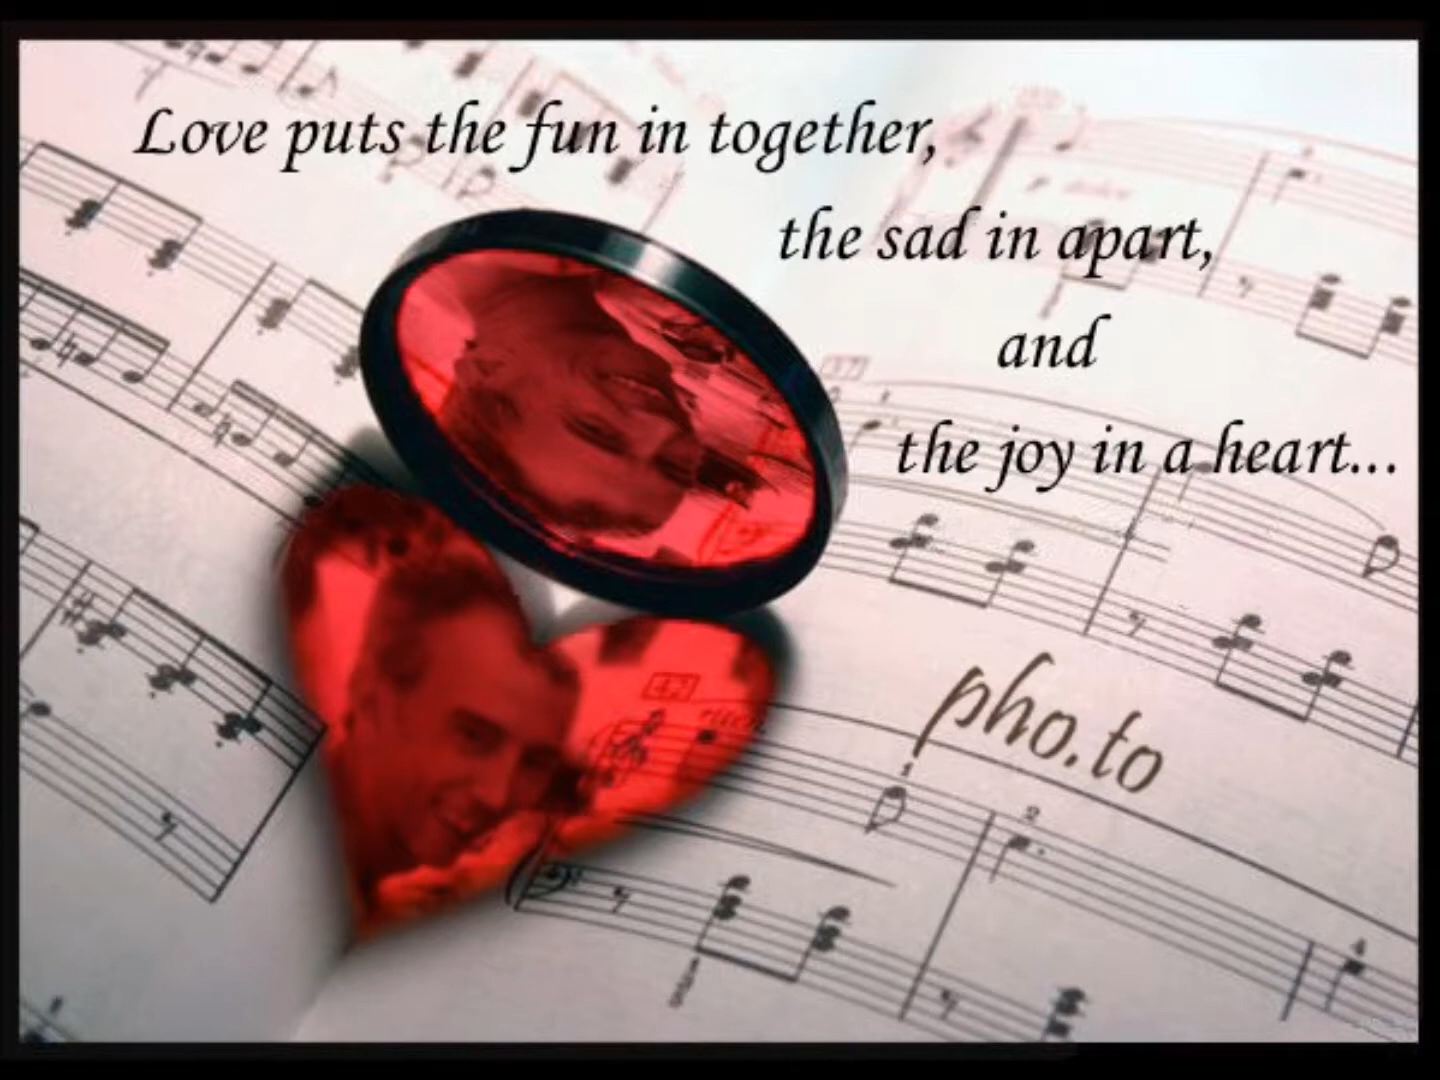 Love puts the fun in together,
the sad in apart,
and
the joy in a heart...
pho.to